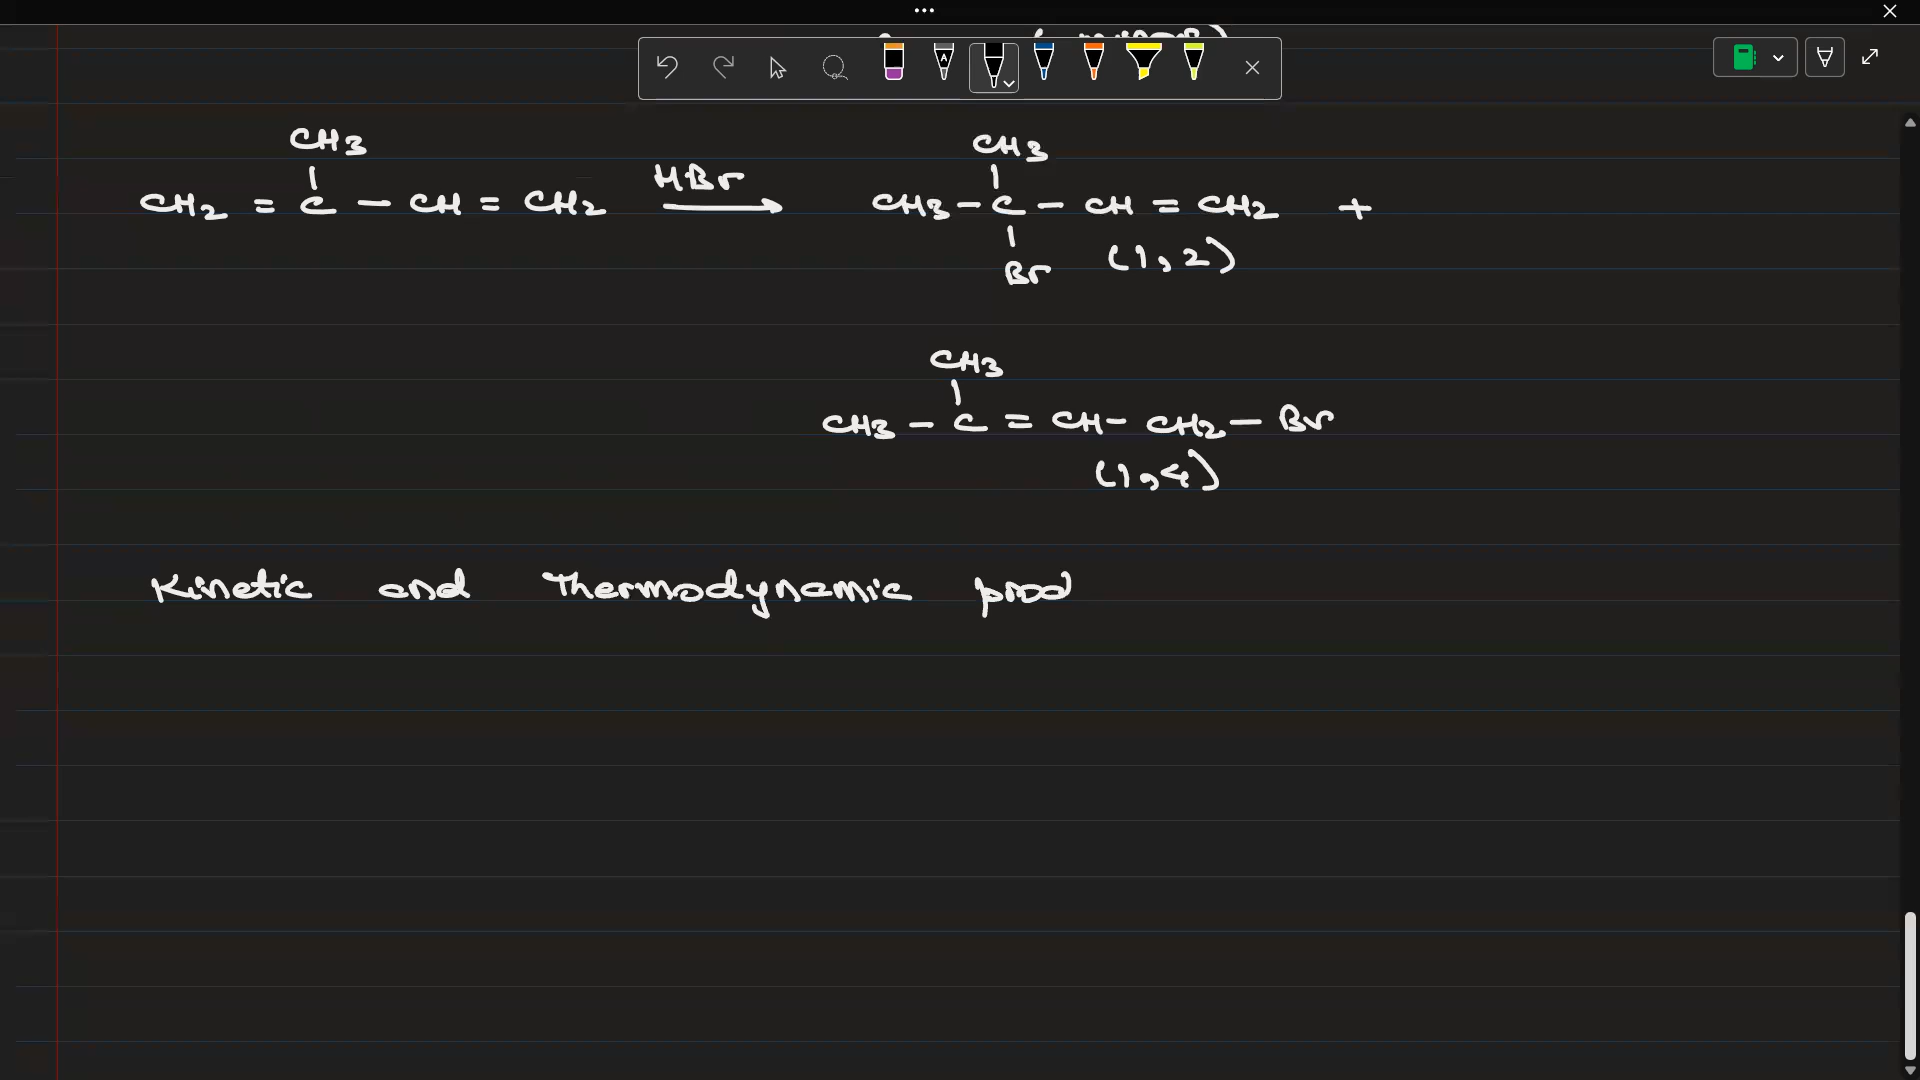 CH3
CH2 = C - CH = CH2 HBr → CH3 - C - CH = CH2 +
CH3
Br (1,2)
CH3
CH3 - C = CH - CH2 - Br
(1,4)
Kinetic and Thermodynamic prod